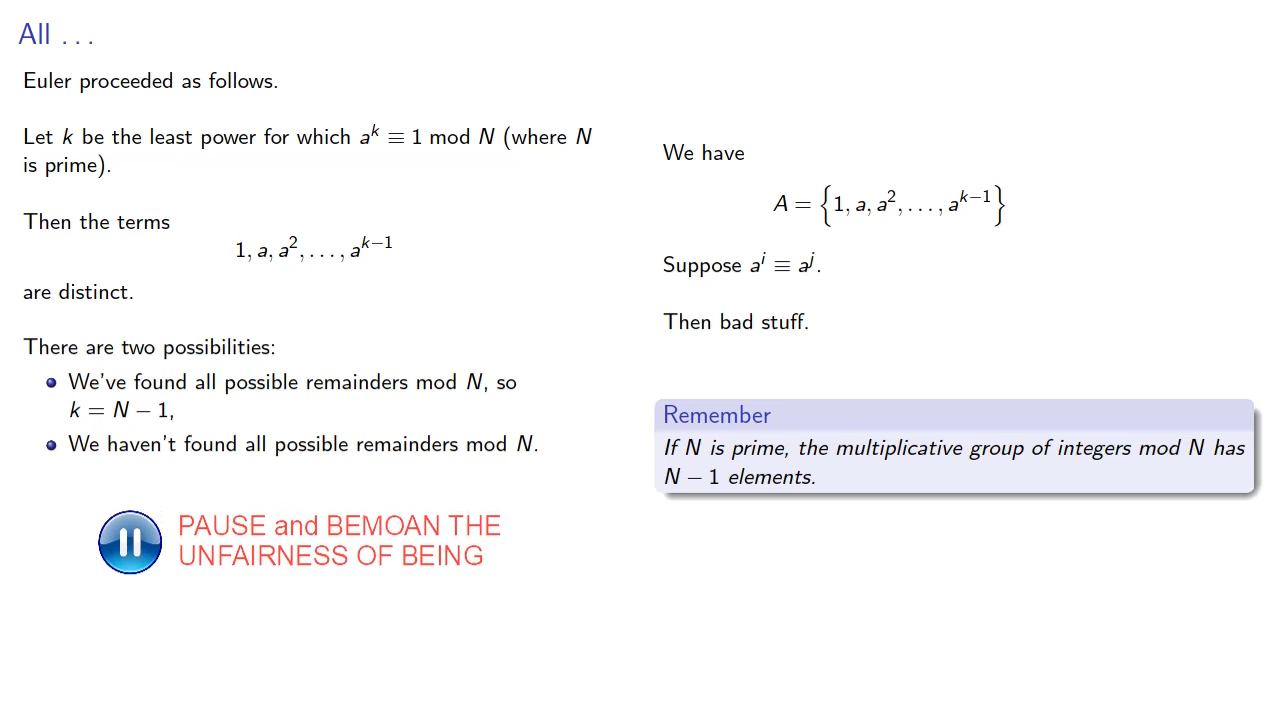 All . . .
Euler proceeded as follows.
Let k be the least power for which a^k ≡ 1 mod N (where N
is prime).
Then the terms
1, a, a^2, . . . , a^{k−1}
are distinct.
There are two possibilities:
We've found all possible remainders mod N, so
k = N − 1,
We haven't found all possible remainders mod N.
PAUSE and BEMOAN THE
UNFAIRNESS OF BEING
We have
A = {1, a, a^2, . . . , a^{k−1}}
Suppose a^i ≡ a^j.
Then bad stuff.
Remember
If N is prime, the multiplicative group of integers mod N has
N − 1 elements.